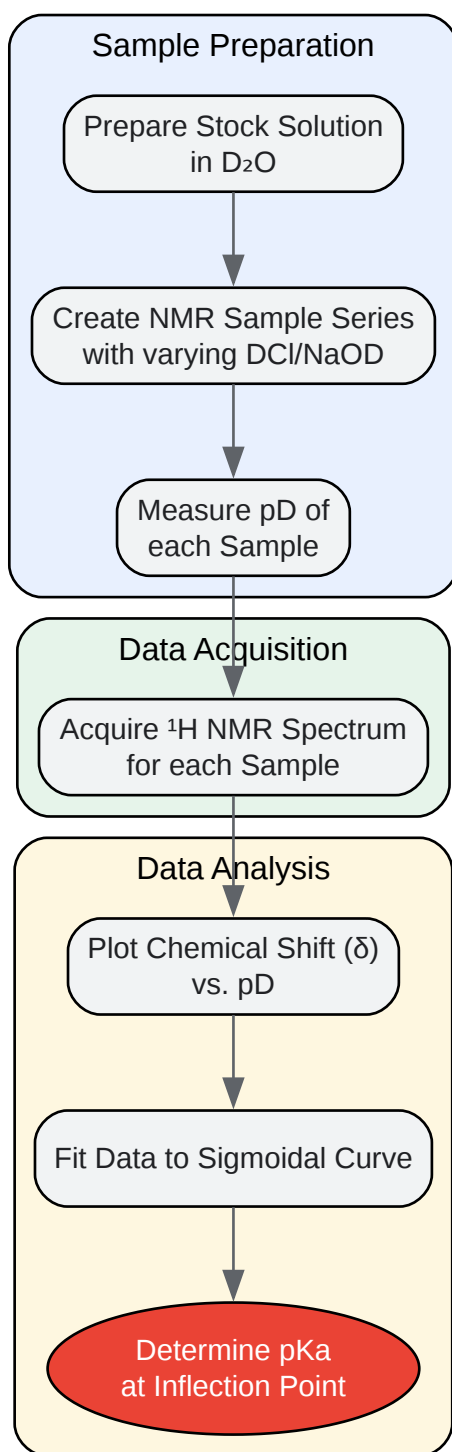 Sample Preparation
Prepare Stock Solution
in D₂O
Create NMR Sample Series
with varying DCl/NaOD
Measure pD of
each Sample
Data Acquisition
Acquire ¹H NMR Spectrum
for each Sample
Data Analysis
Plot Chemical Shift (δ)
vs. pD
Fit Data to Sigmoidal Curve
Determine pKa
at Inflection Point